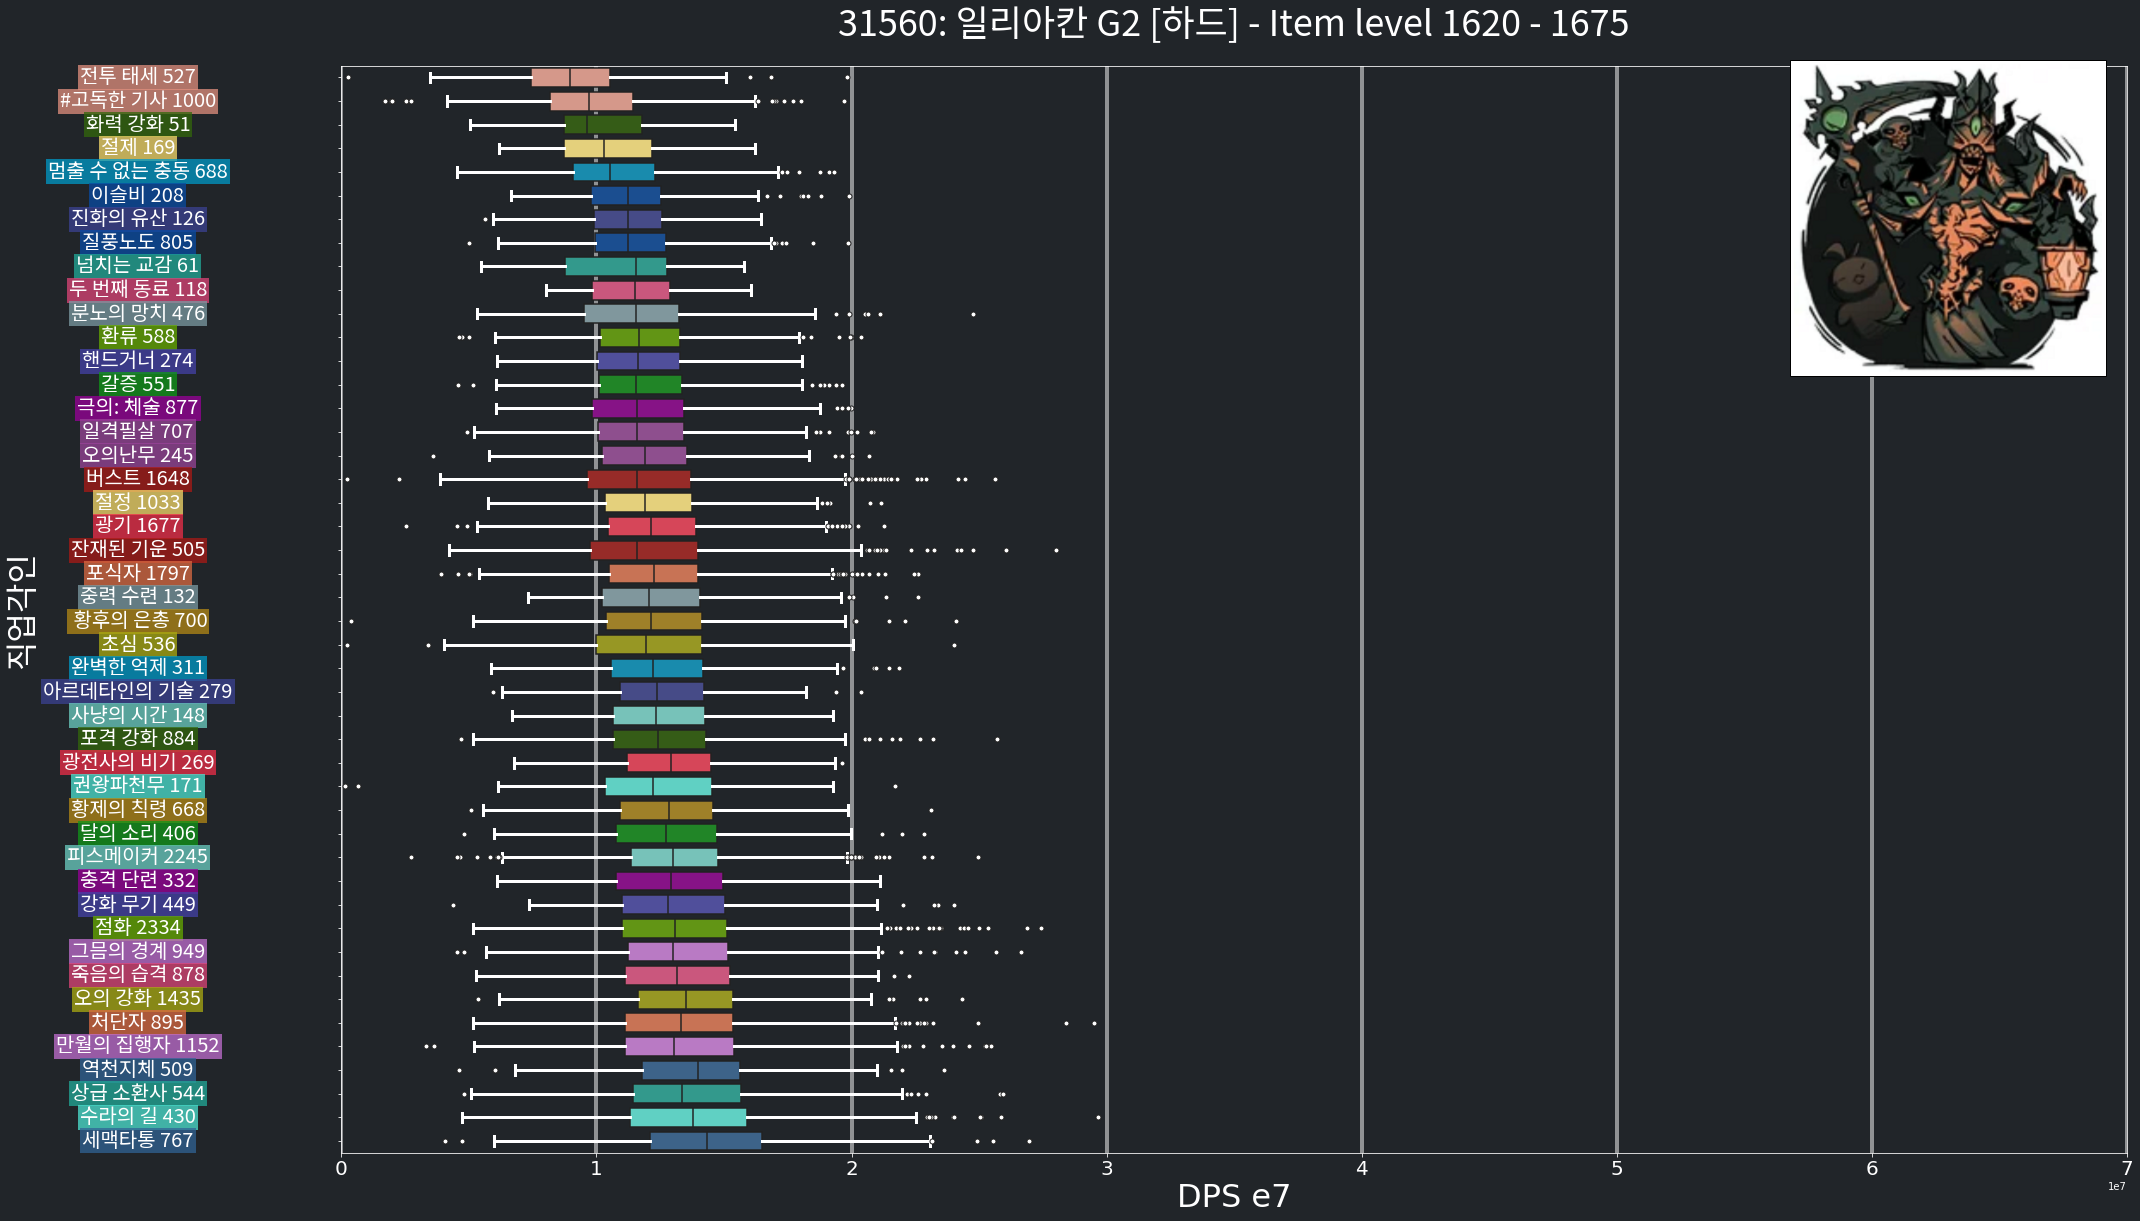 31560: 일리아칸 G2 [하드] - Item level 1620 - 1675
직업각인
전투 태세 527
#고독한 기사 1000
화력 강화 51
절제 169
멈출 수 없는 충동 688
이슬비 208
진화의 유산 126
질풍노도 805
넘치는 교감 61
두 번째 동료 118
분노의 망치 476
환류 588
핸드거너 274
갈증 551
극의: 체술 877
일격필살 707
오의난무 245
버스트 1648
절정 1033
광기 1677
잔재된 기운 505
포식자 1797
중력 수련 132
황후의 은총 700
초심 536
완벽한 억제 311
아르데타인의 기술 279
사냥의 시간 148
포격 강화 884
광전사의 비기 269
권왕파천무 171
황제의 칙령 668
달의 소리 406
피스메이커 2245
충격 단련 332
강화 무기 449
점화 2334
그믐의 경계 949
죽음의 습격 878
오의 강화 1435
처단자 895
만월의 집행자 1152
역천지체 509
상급 소환사 544
수라의 길 430
세맥타통 767
0 1 2 3 4 5 6 7
1e7
DPS e7